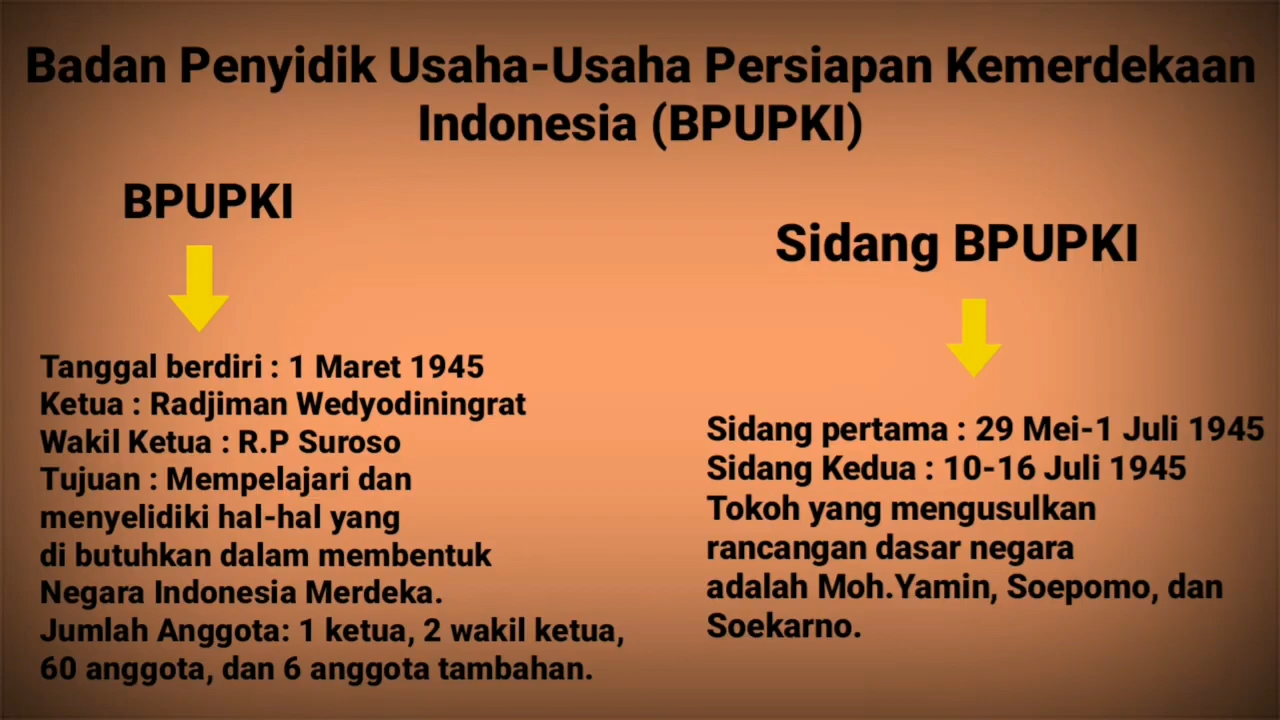 Badan Penyidik Usaha-Usaha Persiapan Kemerdekaan
Indonesia (BPUPKI)
BPUPKI
Tanggal berdiri : 1 Maret 1945
Ketua : Radjiman Wedyodiningrat
Wakil Ketua : R.P Suroso
Tujuan : Mempelajari dan
menyelidiki hal-hal yang
di butuhkan dalam membentuk
Negara Indonesia Merdeka.
Jumlah Anggota: 1 ketua, 2 wakil ketua,
60 anggota, dan 6 anggota tambahan.
Sidang BPUPKI
Sidang pertama : 29 Mei-1 Juli 1945
Sidang Kedua : 10-16 Juli 1945
Tokoh yang mengusulkan
rancangan dasar negara
adalah Moh.Yamin, Soepomo, dan
Soekarno.